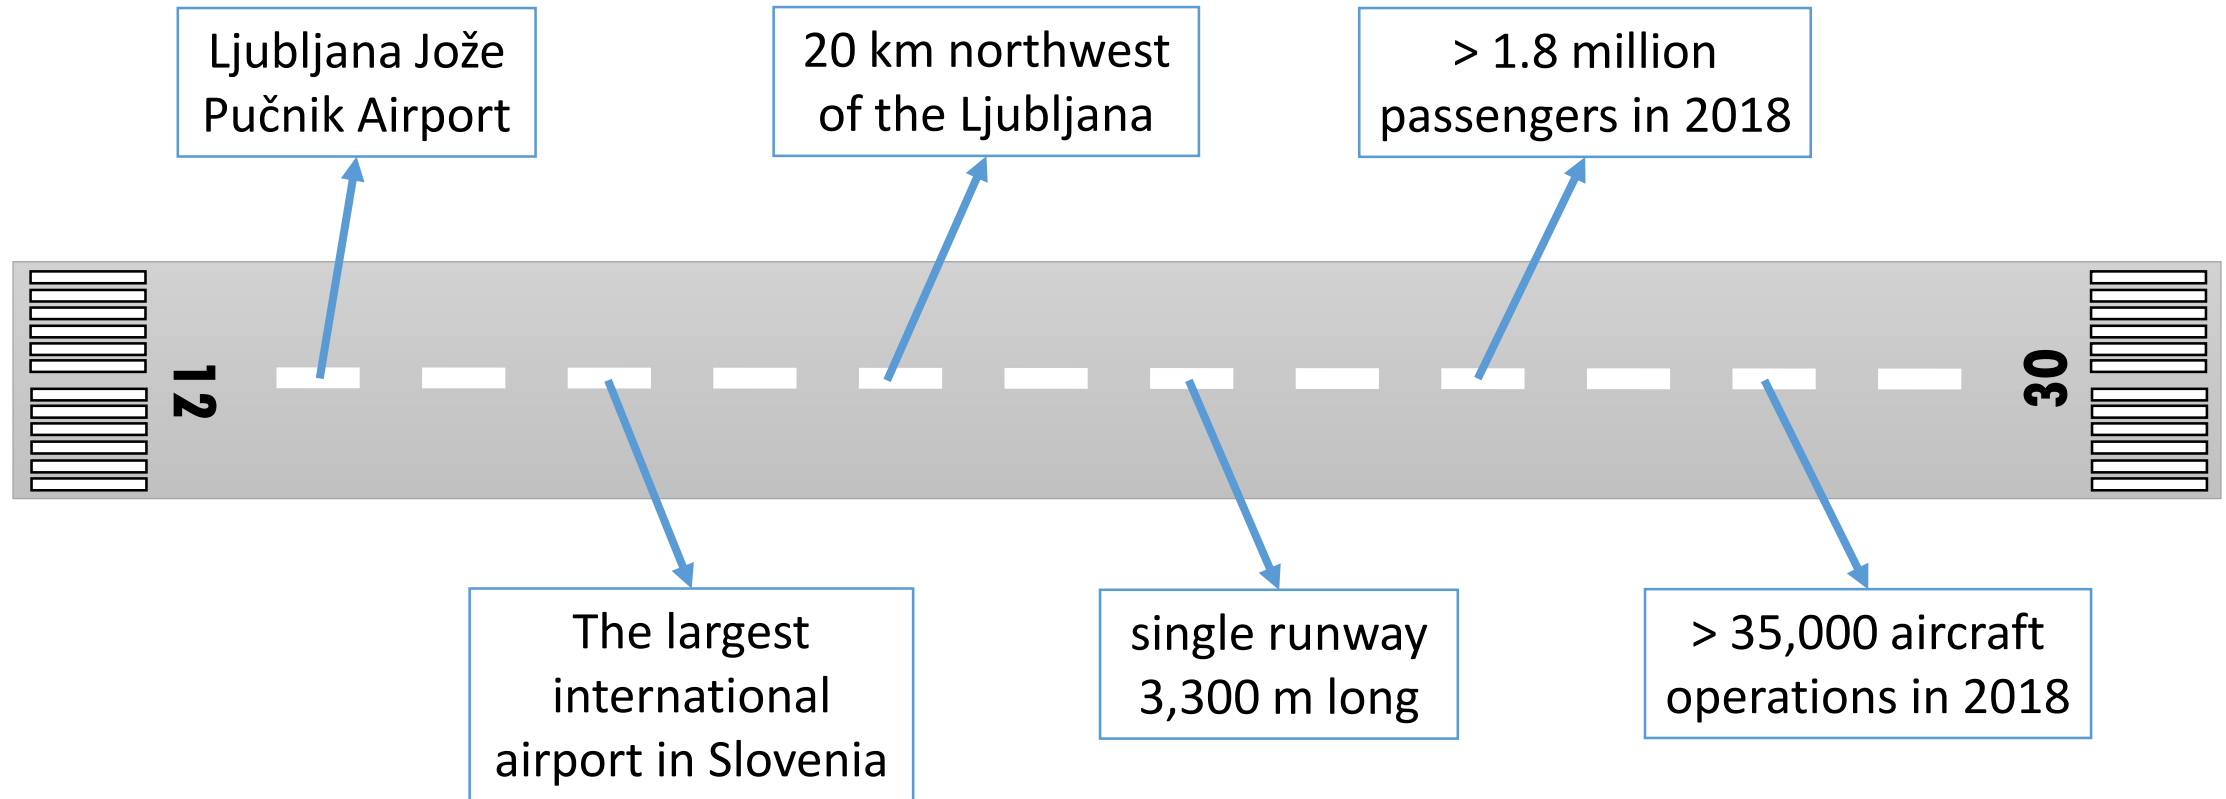 Ljubljana Jože
Pučnik Airport
20 km northwest
of the Ljubljana
> 1.8 million
passengers in 2018
12
30
The largest
international
airport in Slovenia
single runway
3,300 m long
> 35,000 aircraft
operations in 2018